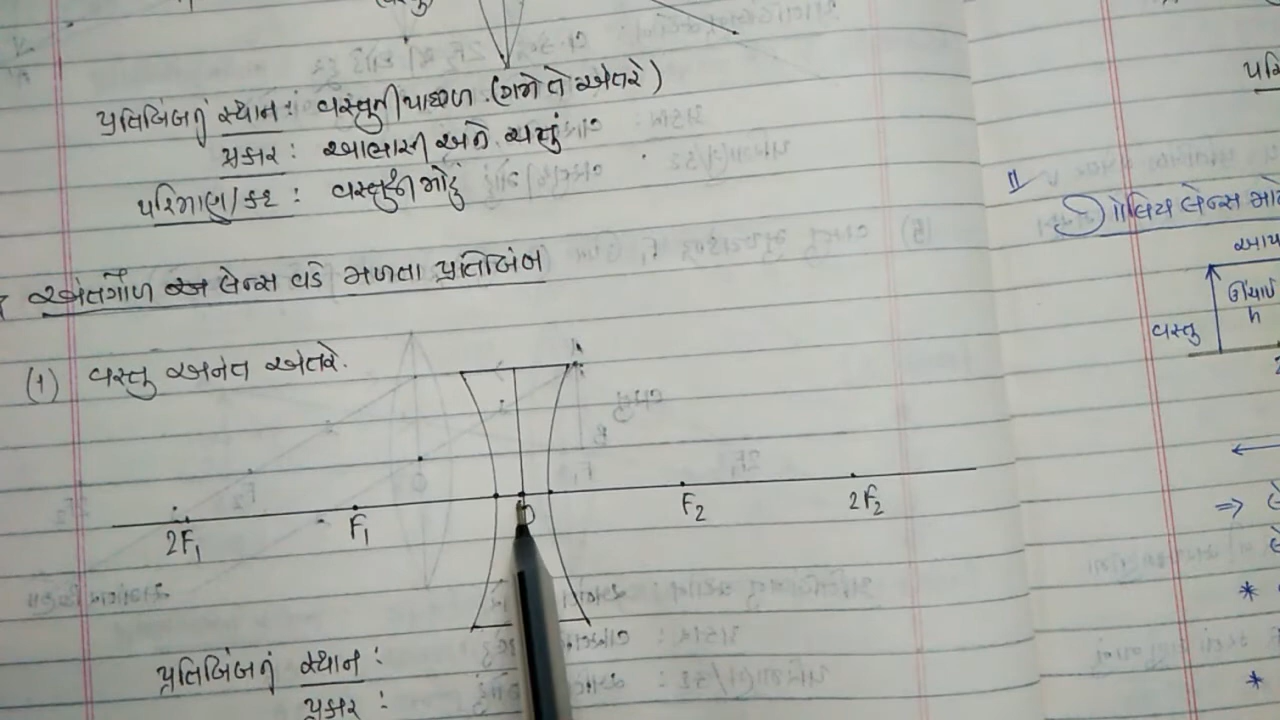 પ્રતિબિંબનું સ્થાન : વસ્તુની પાછળ. (ગમે તે અંતરે)
પ્રકાર : આભાસી અને ચત્તું
પરિમાણ/કદ : વસ્તુથી મોટું
અંતર્ગોળ લેન્સ વડે મળતા પ્રતિબિંબ
(1) વસ્તુ અનંત અંતરે.
2F₁ F₁ O F₂ 2F₂
પ્રતિબિંબનું સ્થાન :
પ્રકાર :
ગોલિય લેન્સ માટે
ઊંચાઈ
h
વસ્તુ